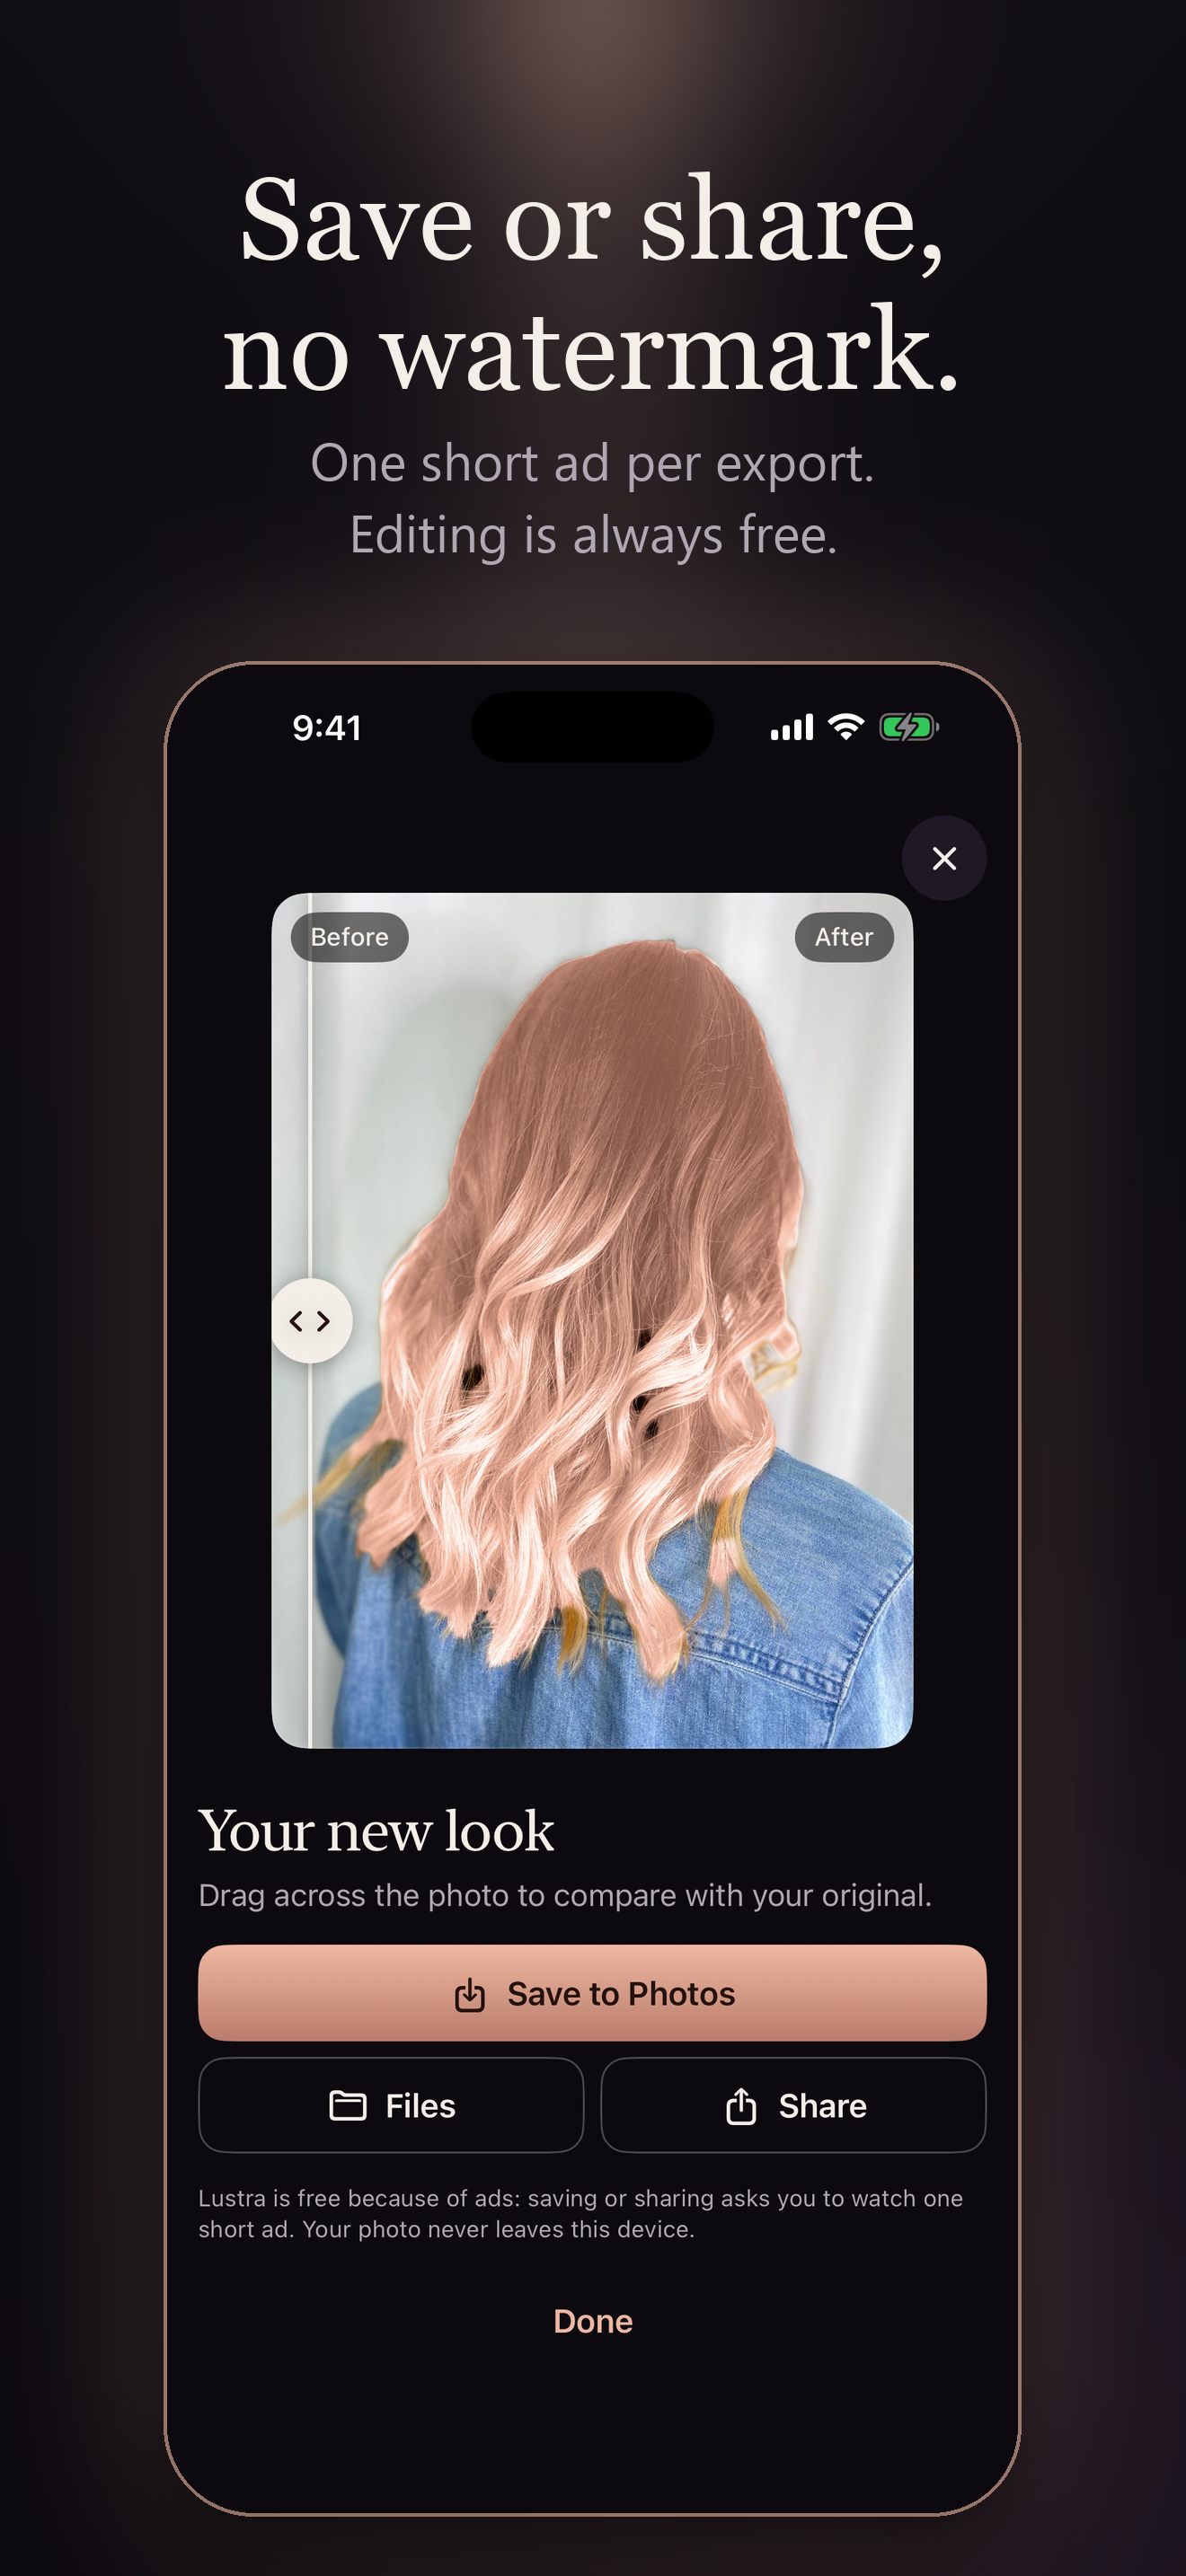 Save or share,
no watermark.
One short ad per export.
Editing is always free.
9:41
Before
After
Your new look
Drag across the photo to compare with your original.
Save to Photos
Files
Share
Lustra is free because of ads: saving or sharing asks you to watch one
short ad. Your photo never leaves this device.
Done